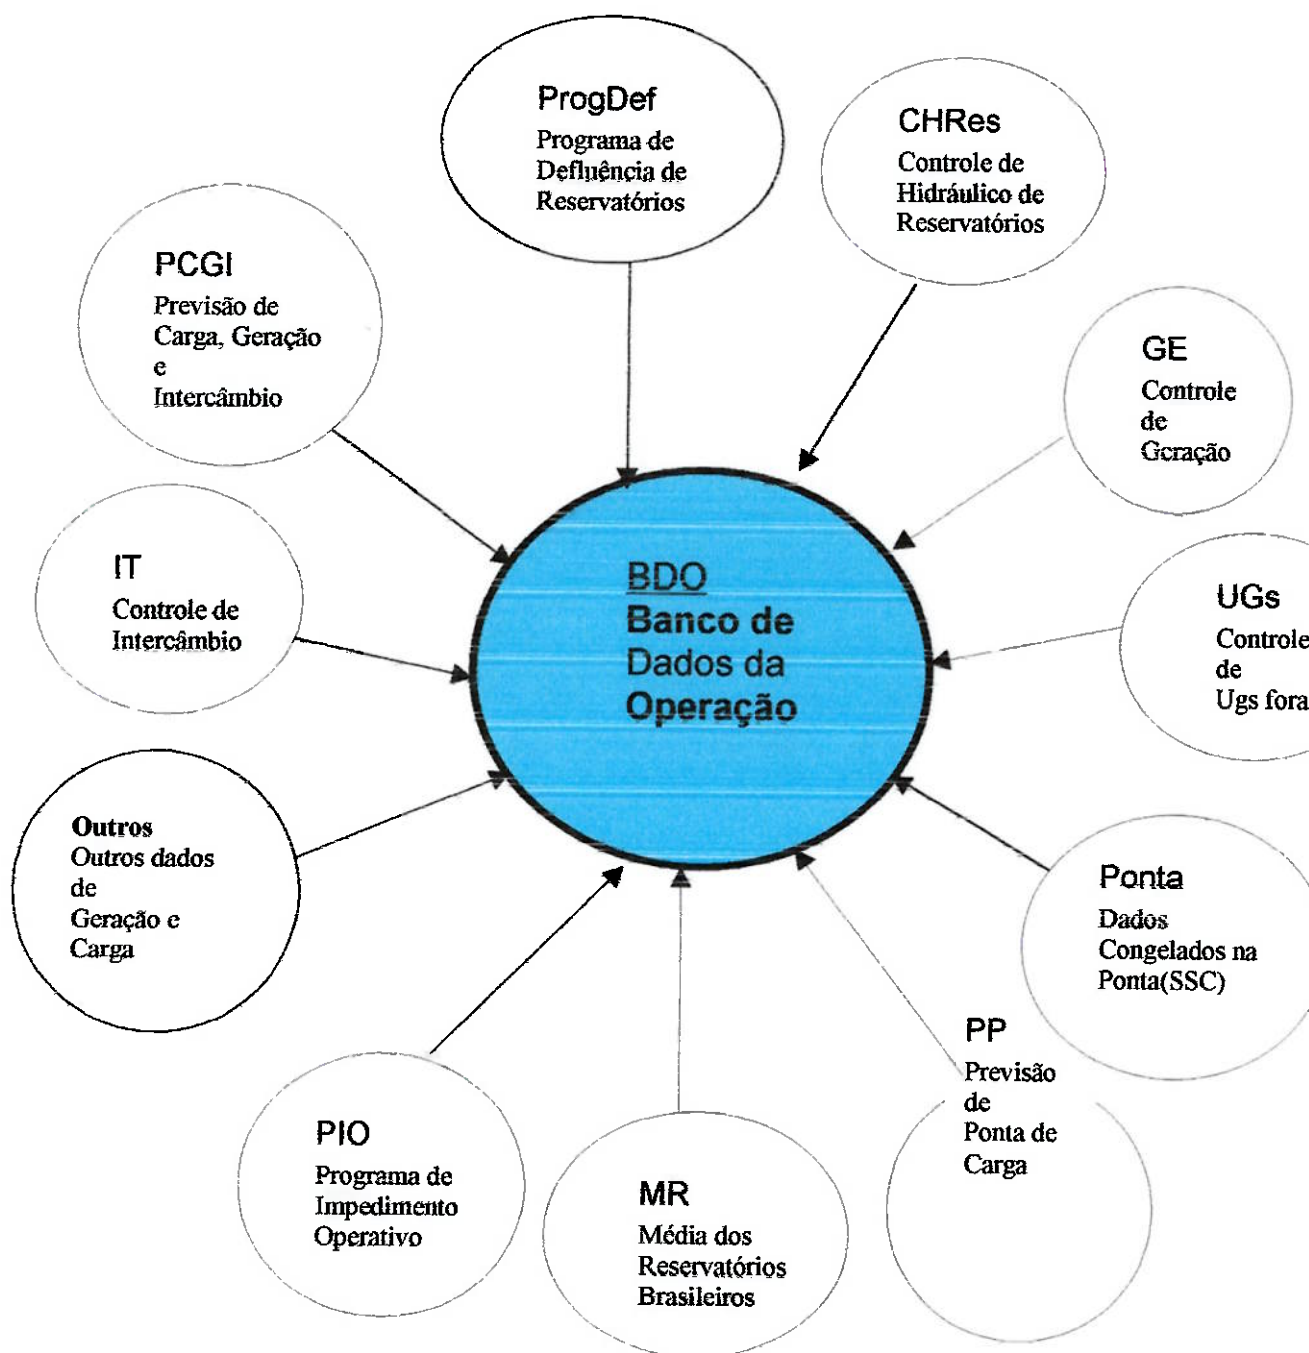 ProgDef
Programa de
Defluência de
Reservatórios
CHRes
Controle de
Hidráulico de
Reservatórios
PCGI
Previsão de
Carga, Geração
e
Intercâmbio
GE
Controle
de
Geração
IT
Controle de
Intercâmbio
BDO
Banco de
Dados da
Operação
UGs
Controle
de
Ugs fora
Outros
Outros dados
de
Geração e
Carga
Ponta
Dados
Congelados na
Ponta(SSC)
PP
Previsão
de
Ponta de
Carga
PIO
Programa de
Impedimento
Operativo
MR
Média dos
Reservatórios
Brasileiros